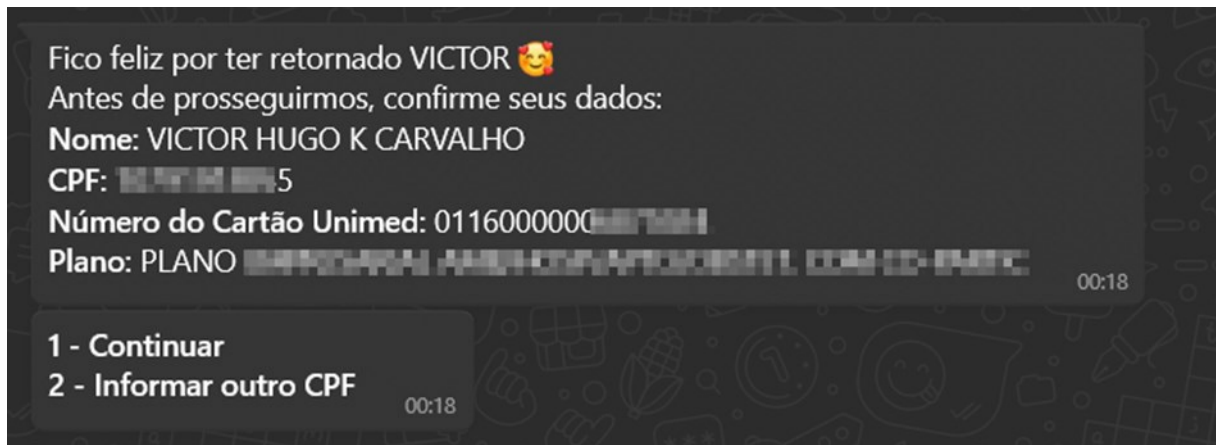 Fico feliz por ter retornado VICTOR 🥰
Antes de prosseguirmos, confirme seus dados:
Nome: VICTOR HUGO K CARVALHO
CPF: 5
Número do Cartão Unimed: 0116000000
Plano: PLANO
00:18
1 - Continuar
2 - Informar outro CPF
00:18